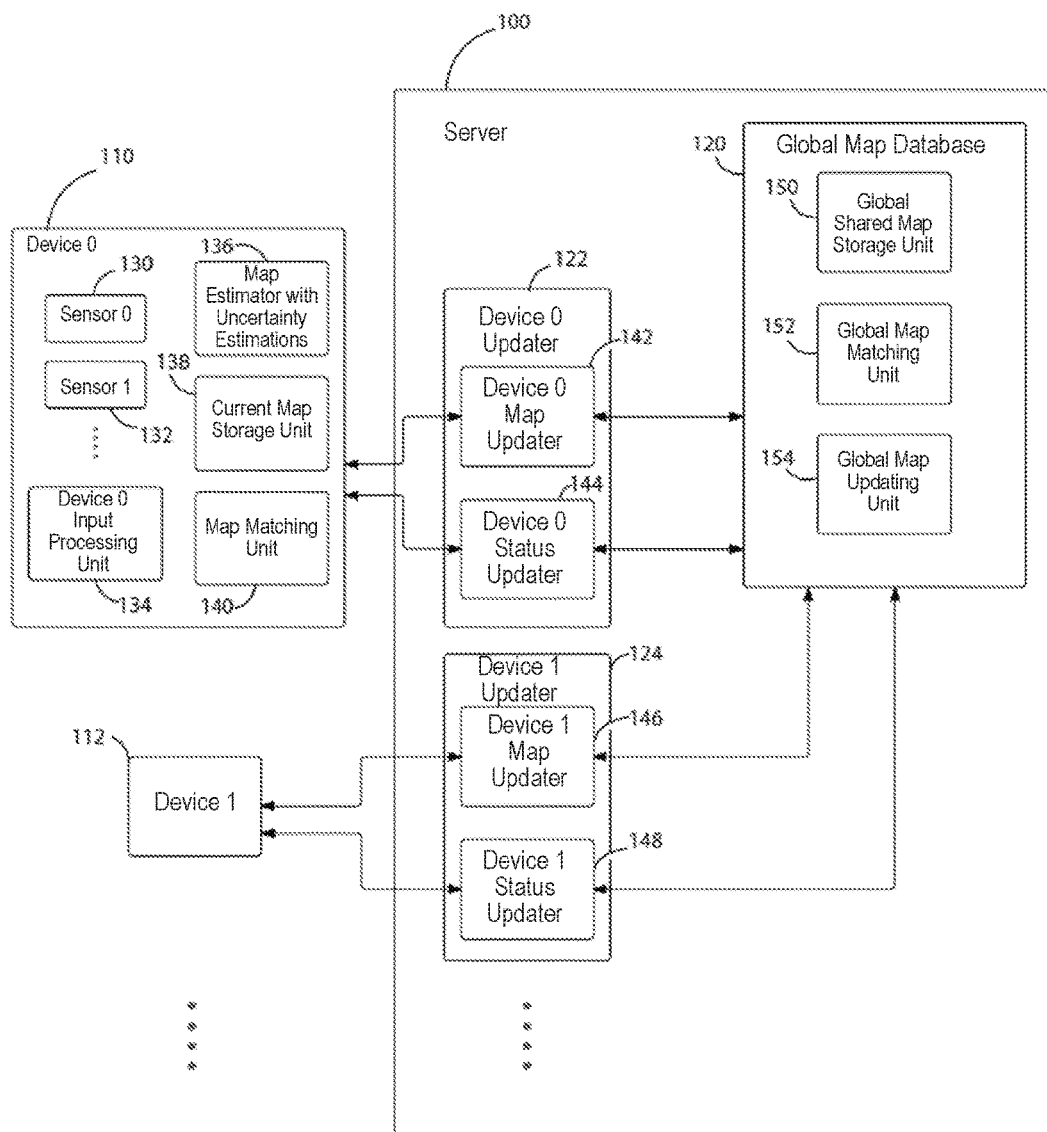 100
Server
110
Device 0
130
Sensor 0
Sensor 1
132
Device 0
Input
Processing
Unit
134
136
Map
Estimator with
Uncertainty
Estimations
138
Current Map
Storage Unit
Map Matching
Unit
140
122
Device 0
Updater
142
Device 0
Map
Updater
144
Device 0
Status
Updater
120
Global Map Database
150
Global
Shared Map
Storage Unit
152
Global Map
Matching
Unit
154
Global Map
Updating
Unit
112
Device 1
124
Device 1
Updater
146
Device 1
Map
Updater
148
Device 1
Status
Updater